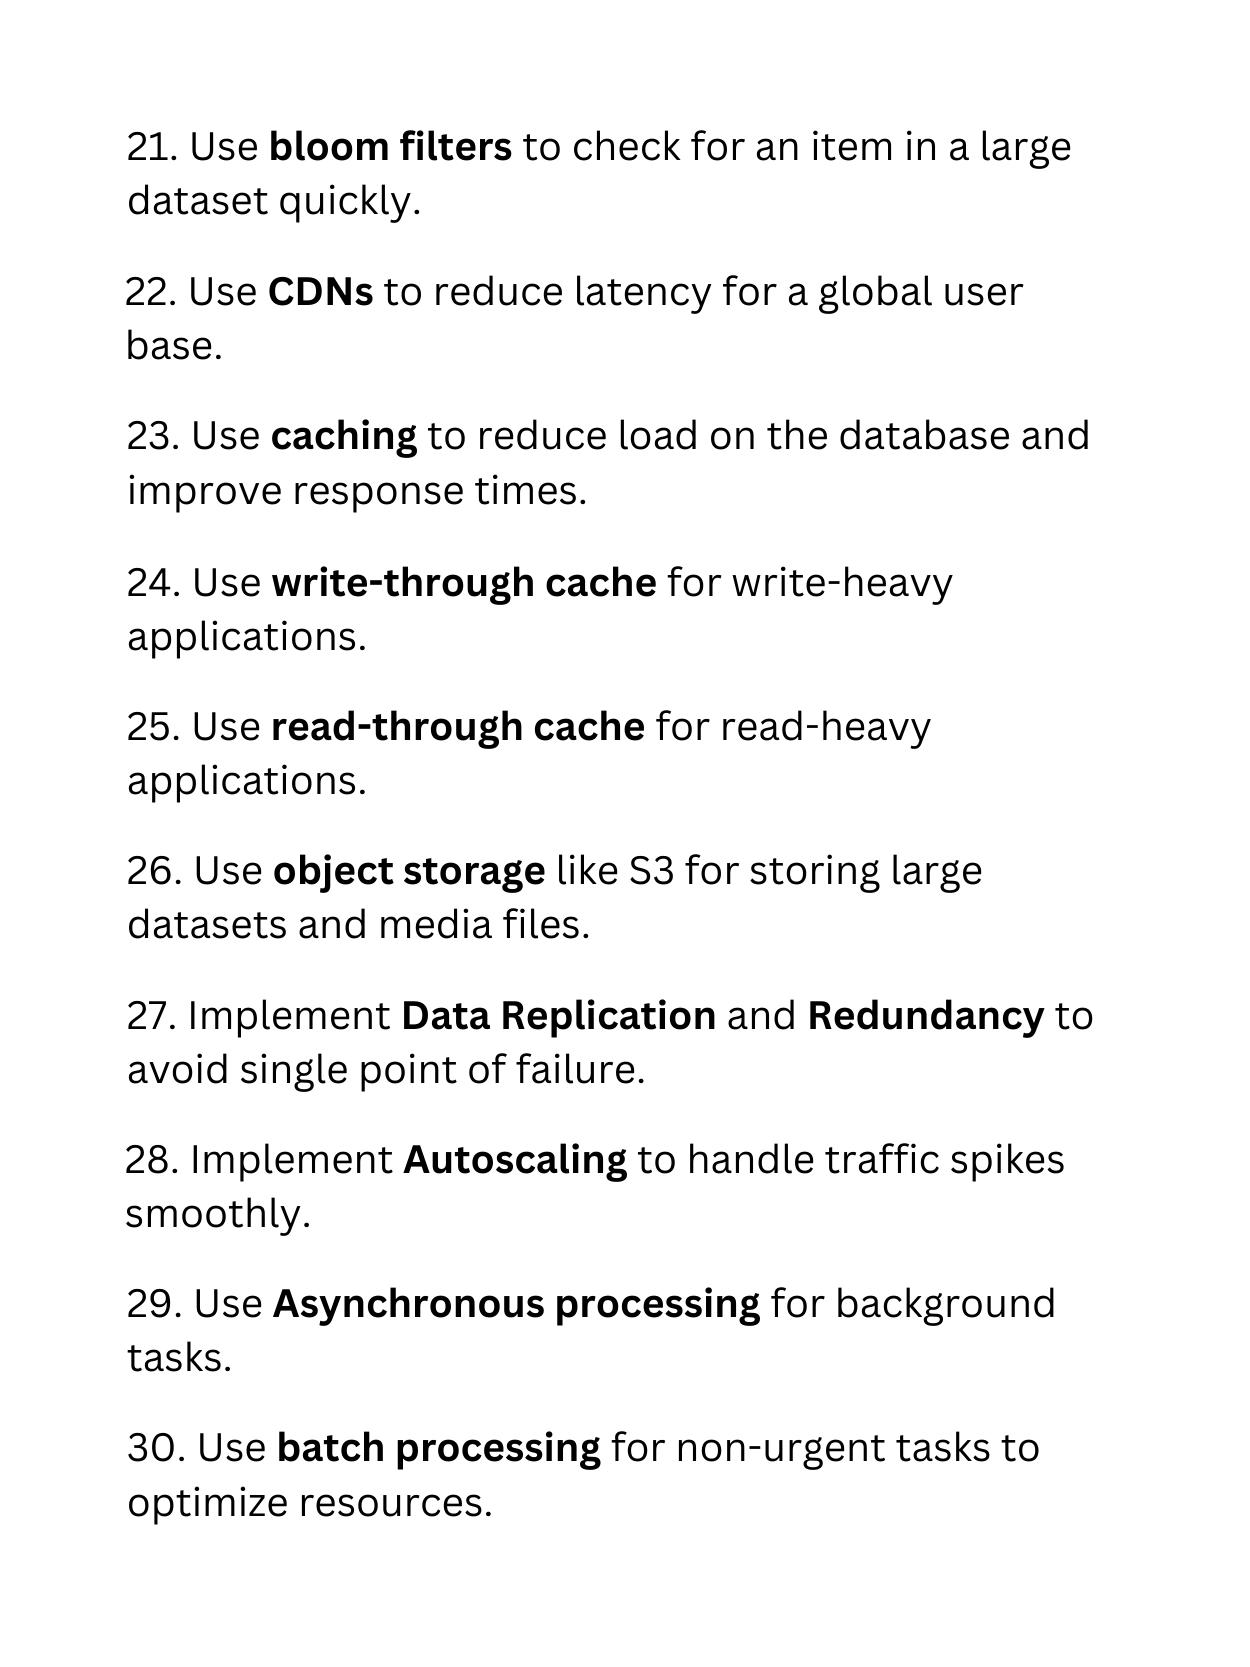 21. Use bloom filters to check for an item in a large
dataset quickly.
22. Use CDNs to reduce latency for a global user
base.
23. Use caching to reduce load on the database and
improve response times.
24. Use write-through cache for write-heavy
applications.
25. Use read-through cache for read-heavy
applications.
26. Use object storage like S3 for storing large
datasets and media files.
27. Implement Data Replication and Redundancy to
avoid single point of failure.
28. Implement Autoscaling to handle traffic spikes
smoothly.
29. Use Asynchronous processing for background
tasks.
30. Use batch processing for non-urgent tasks to
optimize resources.